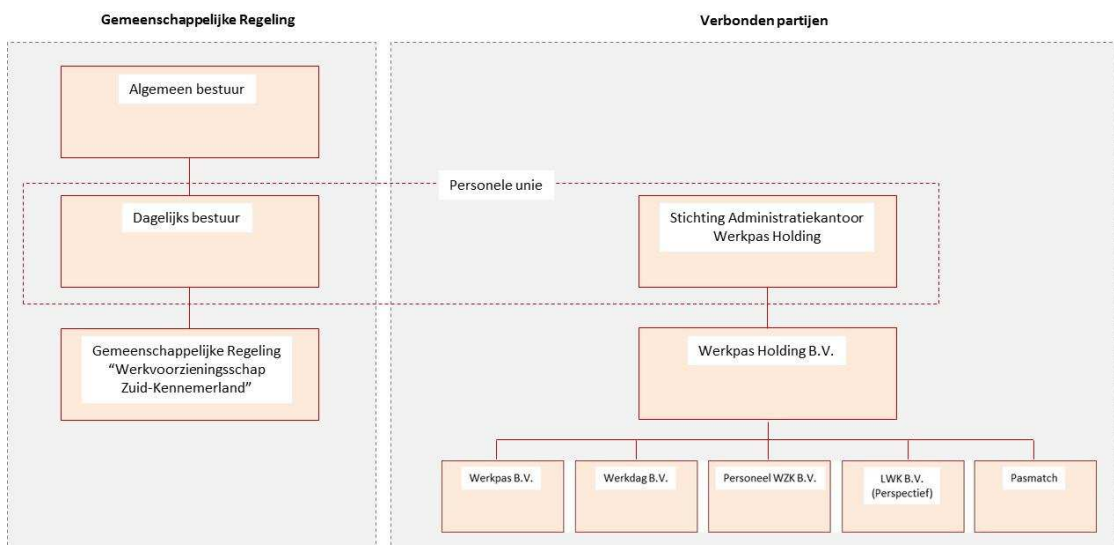 Gemeenschappelijke Regeling
Verbonden partijen
Algemeen bestuur
Personele unie
Dagelijks bestuur
Stichting Administratiekantoor
Werkpas Holding
Gemeenschappelijke Regeling
“Werkvoorzieningsschap
Zuid-Kennemerland”
Werkpas Holding B.V.
Werkpas B.V.
Werkdag B.V.
Personeel WZK B.V.
LWK B.V.
(Perspectief)
Pasmatch